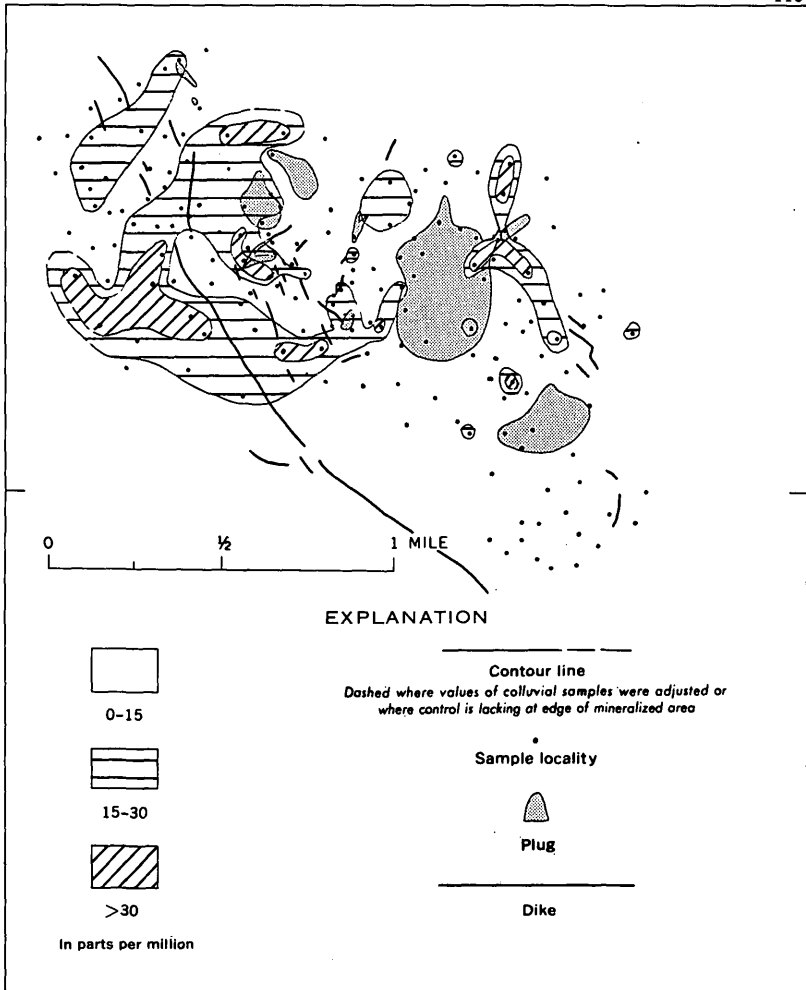 0 ½ 1 MILE
EXPLANATION
0-15
15-30
>30
In parts per million
Contour line
Dashed where values of colluvial samples were adjusted or
where control is lacking at edge of mineralized area
Sample locality
Plug
Dike